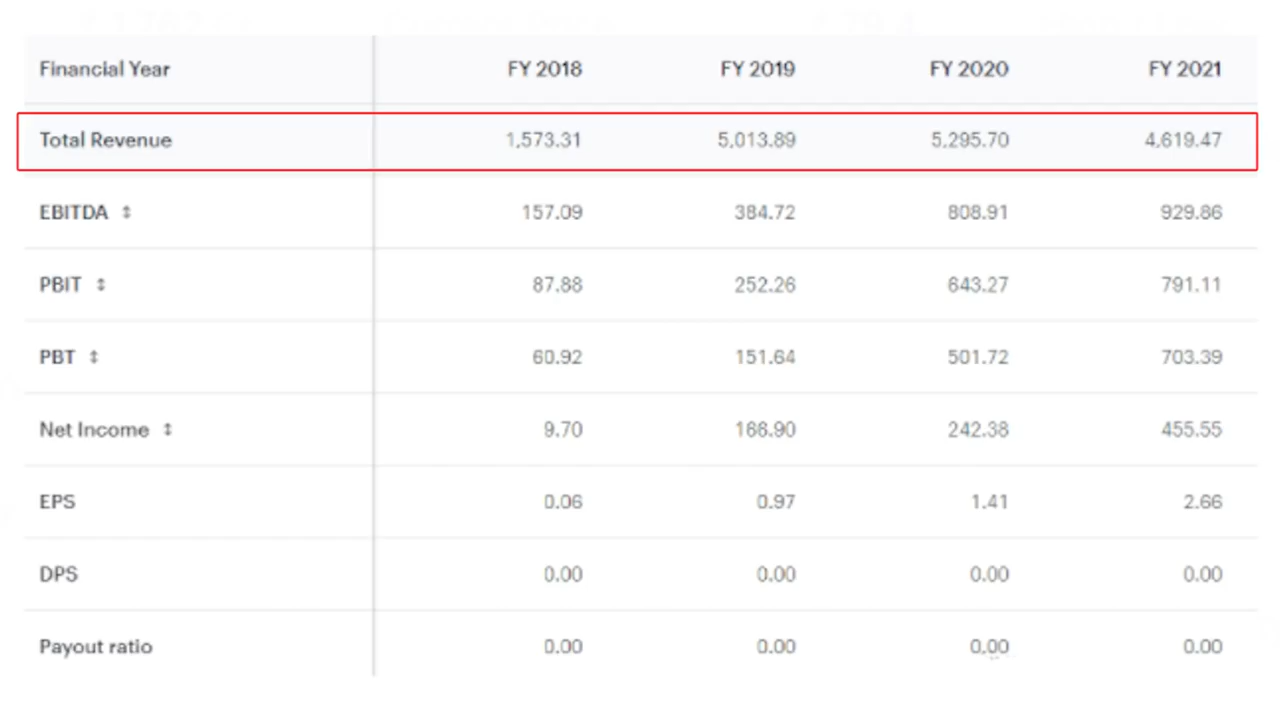 Financial Year FY 2018 FY 2019 FY 2020 FY 2021
Total Revenue 1,573.31 5,013.89 5,295.70 4,619.47
EBITDA ⇕ 157.09 384.72 808.91 929.86
PBIT ⇕ 87.88 252.26 643.27 791.11
PBT ⇕ 60.92 151.64 501.72 703.39
Net Income ⇕ 9.70 166.90 242.38 455.55
EPS 0.06 0.97 1.41 2.66
DPS 0.00 0.00 0.00 0.00
Payout ratio 0.00 0.00 0.00 0.00